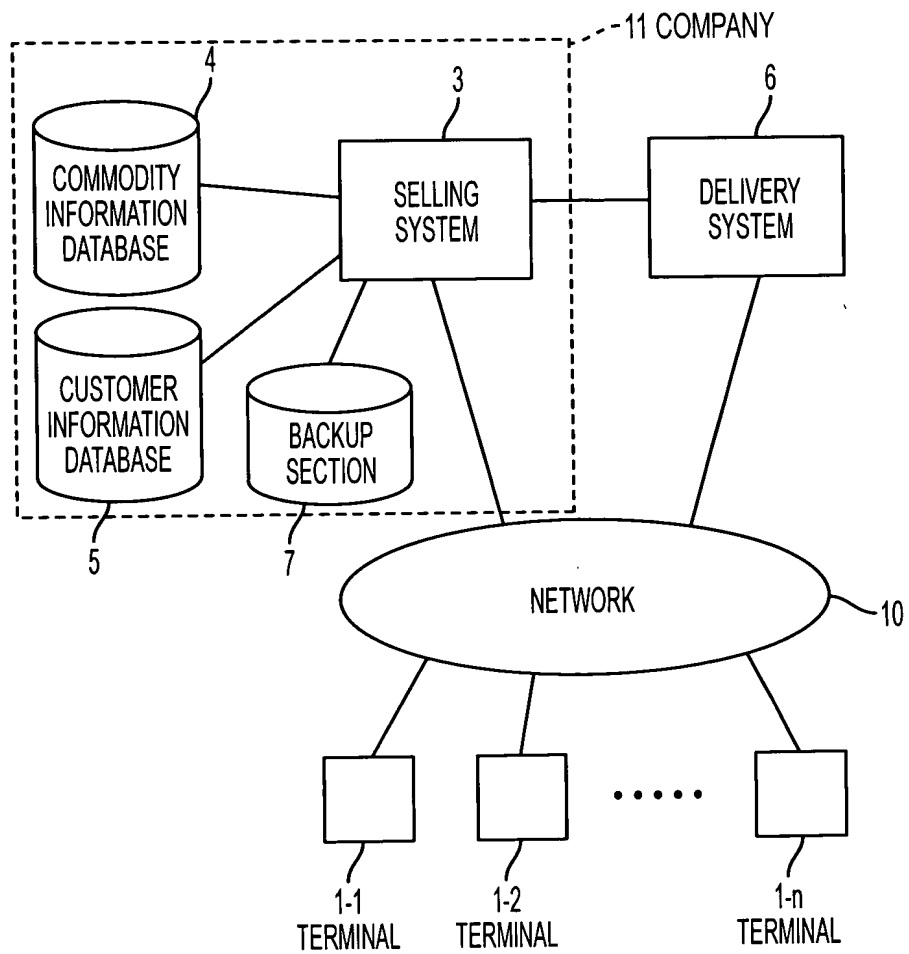 11 COMPANY
4
3
6
COMMODITY
INFORMATION
DATABASE
SELLING
SYSTEM
DELIVERY
SYSTEM
CUSTOMER
INFORMATION
DATABASE
BACKUP
SECTION
5
7
NETWORK
10
1-1
TERMINAL
1-2
TERMINAL
1-n
TERMINAL